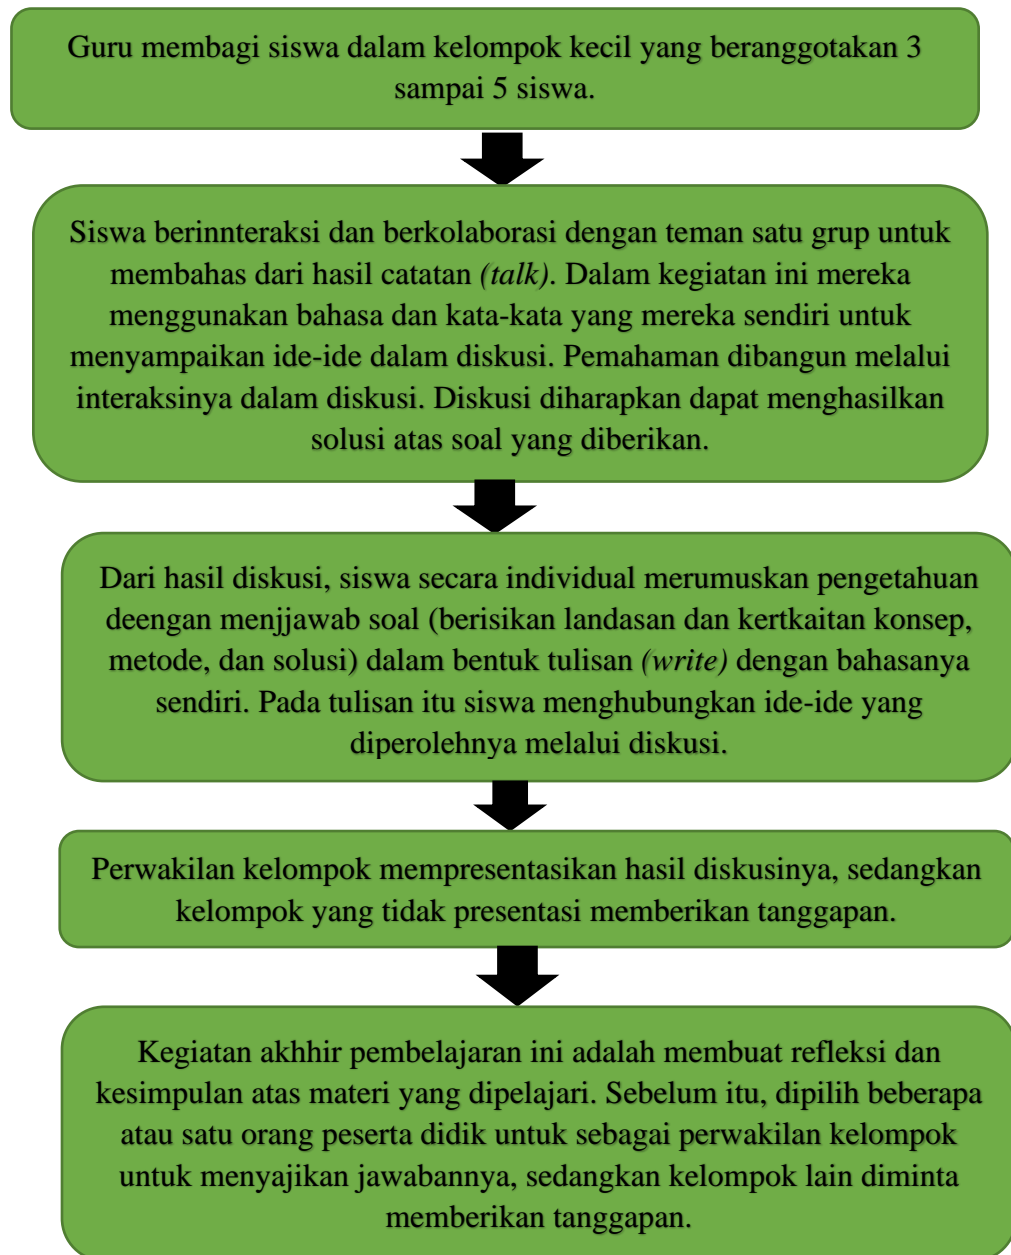 Guru membagi siswa dalam kelompok kecil yang beranggotakan 3
sampai 5 siswa.
Siswa berinnteraksi dan berkolaborasi dengan teman satu grup untuk
membahas dari hasil catatan (talk). Dalam kegiatan ini mereka
menggunakan bahasa dan kata-kata yang mereka sendiri untuk
menyampaikan ide-ide dalam diskusi. Pemahaman dibangun melalui
interaksinya dalam diskusi. Diskusi diharapkan dapat menghasilkan
solusi atas soal yang diberikan.
Dari hasil diskusi, siswa secara individual merumuskan pengetahuan
deengan menjjawab soal (berisikan landasan dan kertkaitan konsep,
metode, dan solusi) dalam bentuk tulisan (write) dengan bahasanya
sendiri. Pada tulisan itu siswa menghubungkan ide-ide yang
diperolehnya melalui diskusi.
Perwakilan kelompok mempresentasikan hasil diskusinya, sedangkan
kelompok yang tidak presentasi memberikan tanggapan.
Kegiatan akhhir pembelajaran ini adalah membuat refleksi dan
kesimpulan atas materi yang dipelajari. Sebelum itu, dipilih beberapa
atau satu orang peserta didik untuk sebagai perwakilan kelompok
untuk menyajikan jawabannya, sedangkan kelompok lain diminta
memberikan tanggapan.